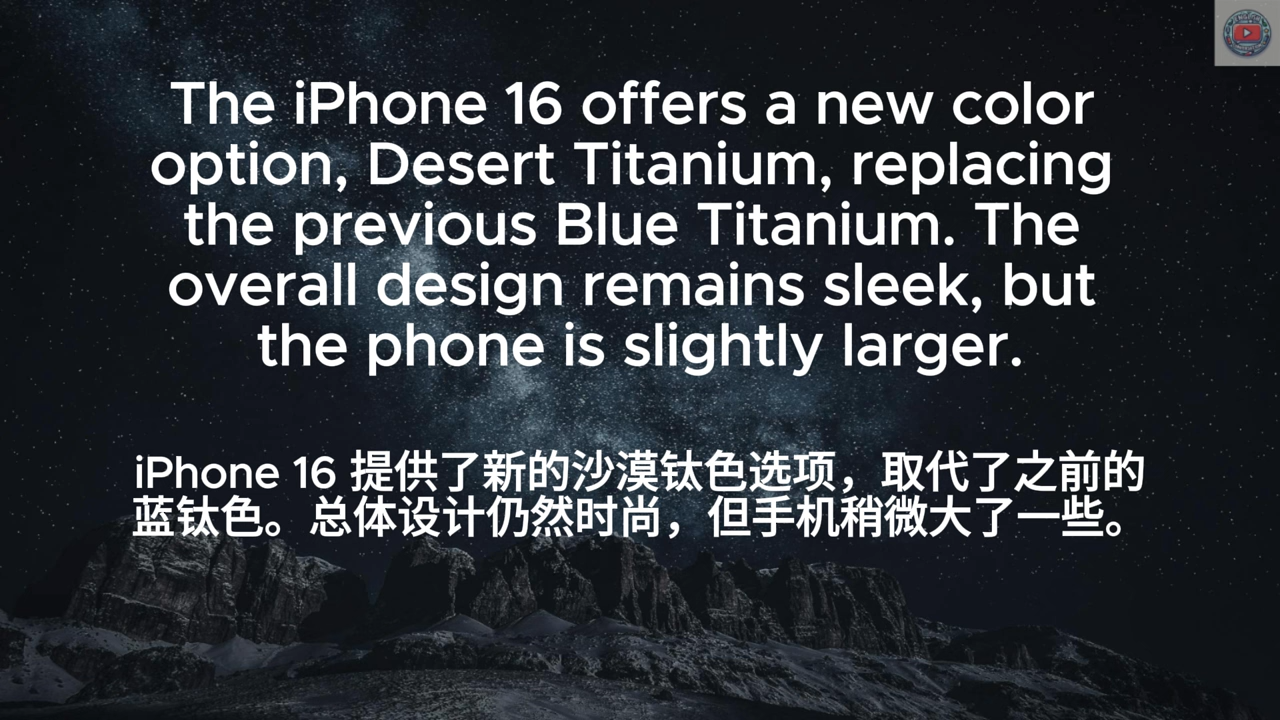 The iPhone 16 offers a new color
option, Desert Titanium, replacing
the previous Blue Titanium. The
overall design remains sleek, but
the phone is slightly larger.
iPhone 16 提供了新的沙漠钛色选项，取代了之前的
蓝钛色。总体设计仍然时尚，但手机稍微大了一些。